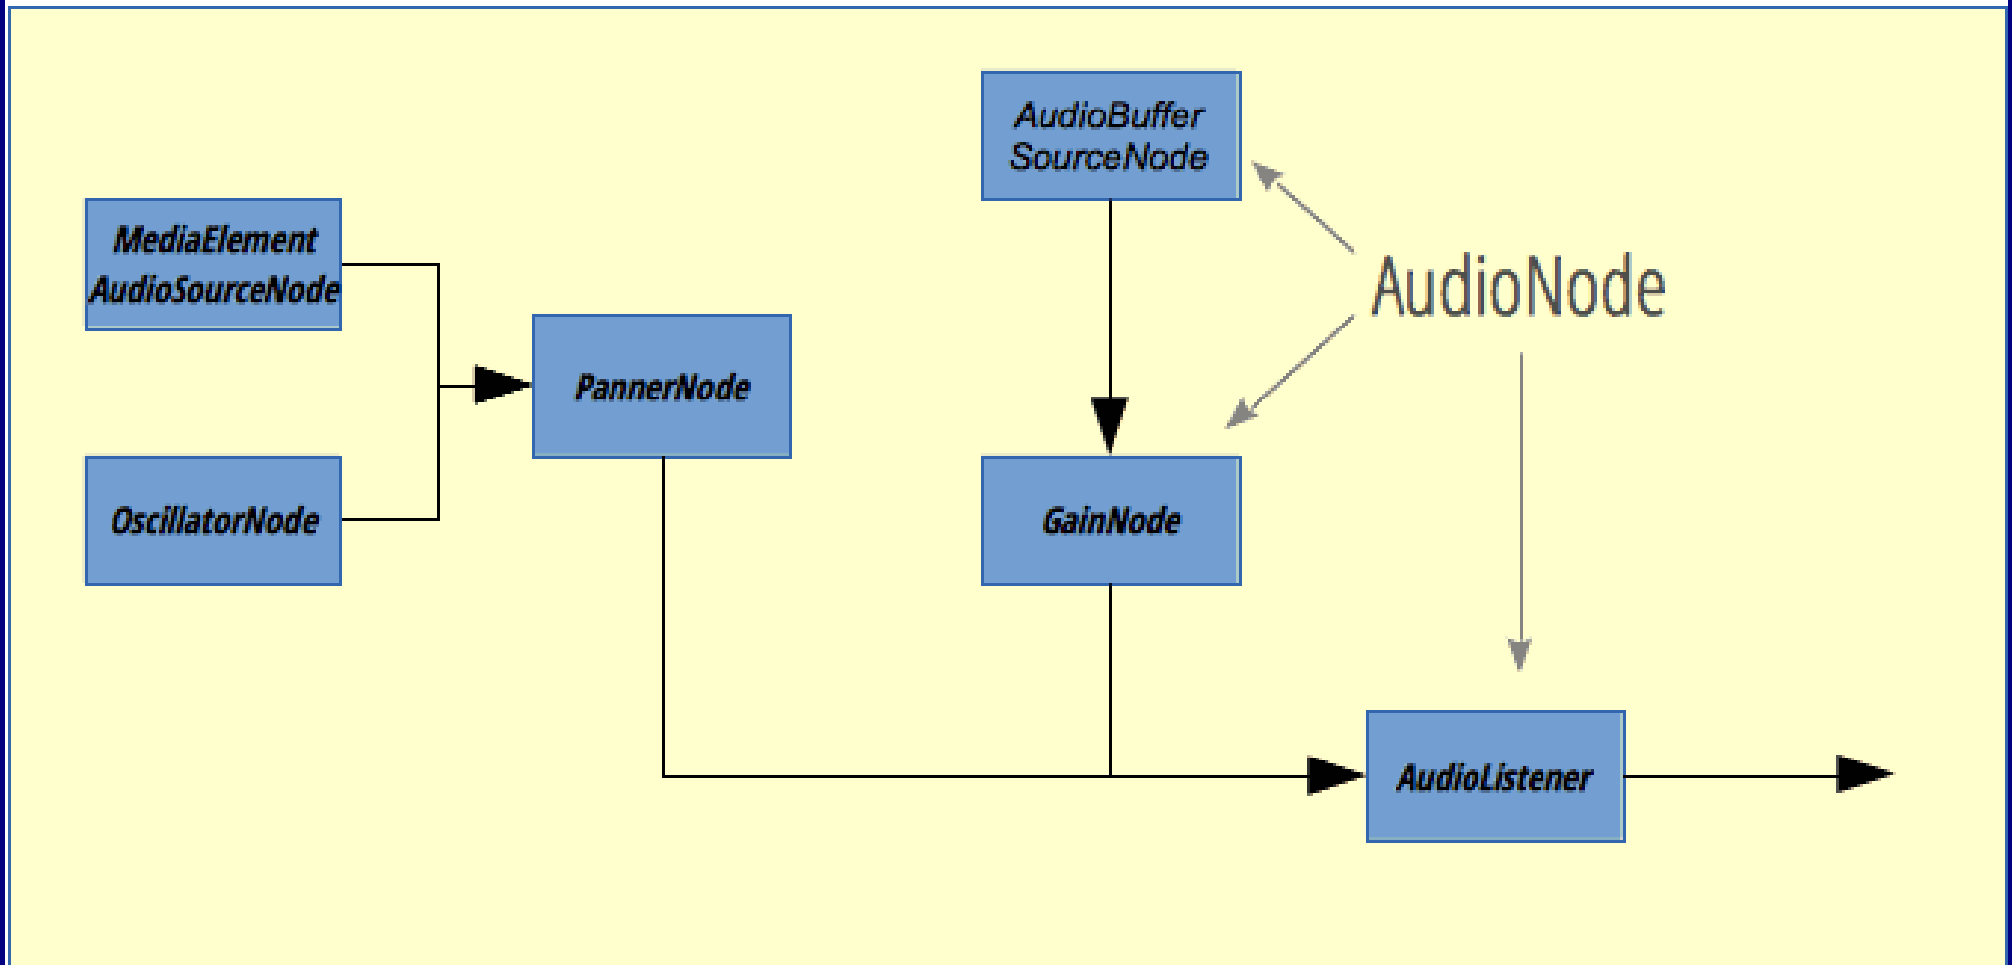 AudioBuffer
SourceNode
MediaElement
AudioSourceNode
AudioNode
PannerNode
OscillatorNode
GainNode
AudioListener